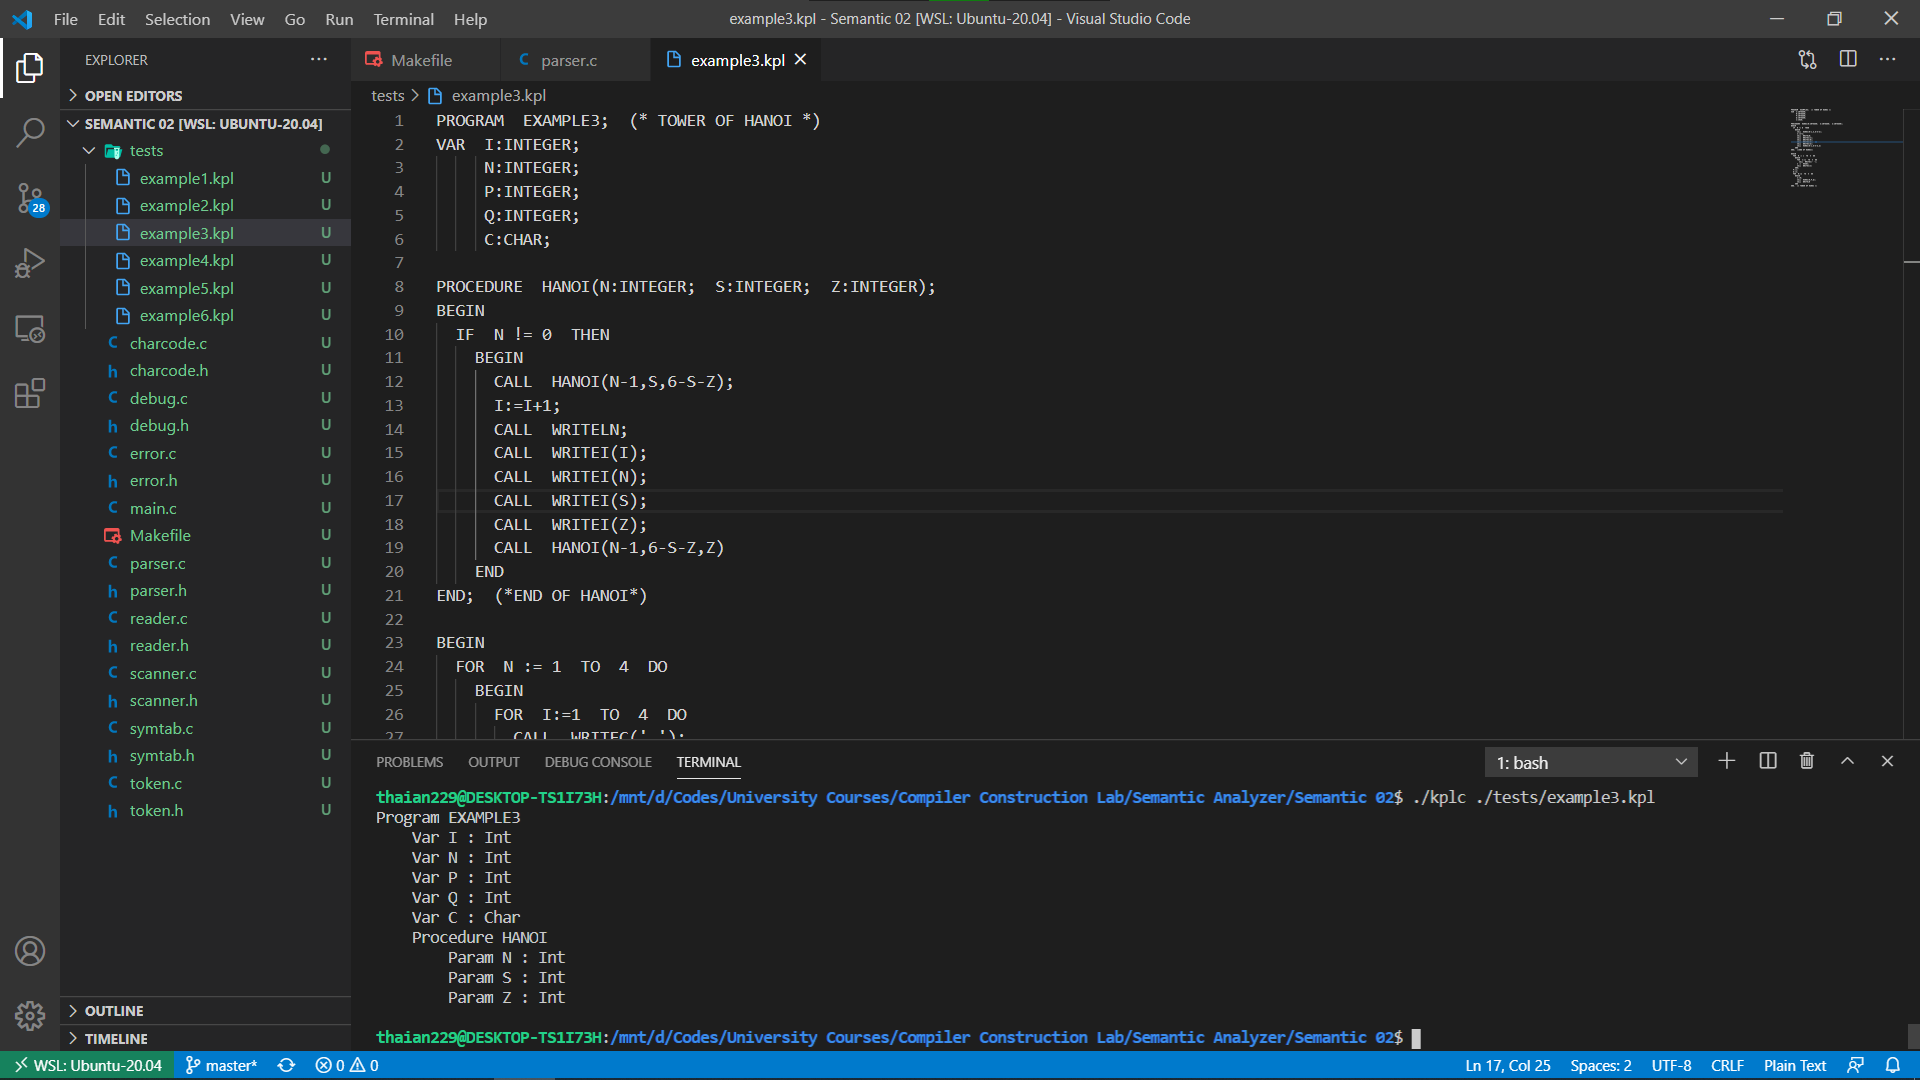 File Edit Selection View Go Run Terminal Help
example3.kpl - Semantic 02 [WSL: Ubuntu-20.04] - Visual Studio Code
EXPLORER
OPEN EDITORS
SEMANTIC 02 [WSL: UBUNTU-20.04]
tests
example1.kpl U
example2.kpl U
example3.kpl U
example4.kpl U
example5.kpl U
example6.kpl U
C charcode.c U
h charcode.h U
C debug.c U
h debug.h U
C error.c U
h error.h U
C main.c U
Makefile U
C parser.c U
h parser.h U
C reader.c U
h reader.h U
C scanner.c U
h scanner.h U
C symtab.c U
h symtab.h U
C token.c U
h token.h U
OUTLINE
TIMELINE
28
Makefile
C parser.c
example3.kpl
tests > example3.kpl
1 PROGRAM  EXAMPLE3;  (* TOWER OF HANOI *)
2 VAR  I:INTEGER;
3      N:INTEGER;
4      P:INTEGER;
5      Q:INTEGER;
6      C:CHAR;
7
8 PROCEDURE  HANOI(N:INTEGER;  S:INTEGER;  Z:INTEGER);
9 BEGIN
10   IF  N != 0  THEN
11     BEGIN
12       CALL  HANOI(N-1,S,6-S-Z);
13       I:=I+1;
14       CALL  WRITELN;
15       CALL  WRITEI(I);
16       CALL  WRITEI(N);
17       CALL  WRITEI(S);
18       CALL  WRITEI(Z);
19       CALL  HANOI(N-1,6-S-Z,Z)
20     END
21 END;  (*END OF HANOI*)
22
23 BEGIN
24   FOR  N := 1  TO  4  DO
25     BEGIN
26       FOR  I:=1  TO  4  DO
27         CALL  WRITEC(' ');
PROBLEMS OUTPUT DEBUG CONSOLE TERMINAL
1: bash
thaian229@DESKTOP-TS1I73H:/mnt/d/Codes/University Courses/Compiler Construction Lab/Semantic Analyzer/Semantic 02$ ./kplc ./tests/example3.kpl
Program EXAMPLE3
    Var I : Int
    Var N : Int
    Var P : Int
    Var Q : Int
    Var C : Char
    Procedure HANOI
        Param N : Int
        Param S : Int
        Param Z : Int
thaian229@DESKTOP-TS1I73H:/mnt/d/Codes/University Courses/Compiler Construction Lab/Semantic Analyzer/Semantic 02$
WSL: Ubuntu-20.04 master* 0 0
Ln 17, Col 25 Spaces: 2 UTF-8 CRLF Plain Text